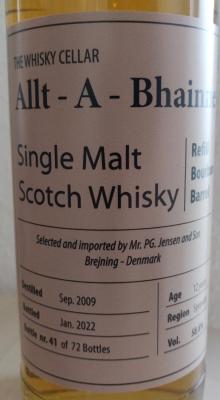 THE WHISKY CELLAR
Allt - A - Bhainne
Single Malt
Scotch Whisky
Refill
Bourbon
Barrel
Selected and imported by Mr. PG. Jensen and Son
Brejning - Denmark
Distilled Sep. 2009
Bottled Jan. 2022
Bottle nr. 41 of 72 Bottles
Age 12
Region
Vol.